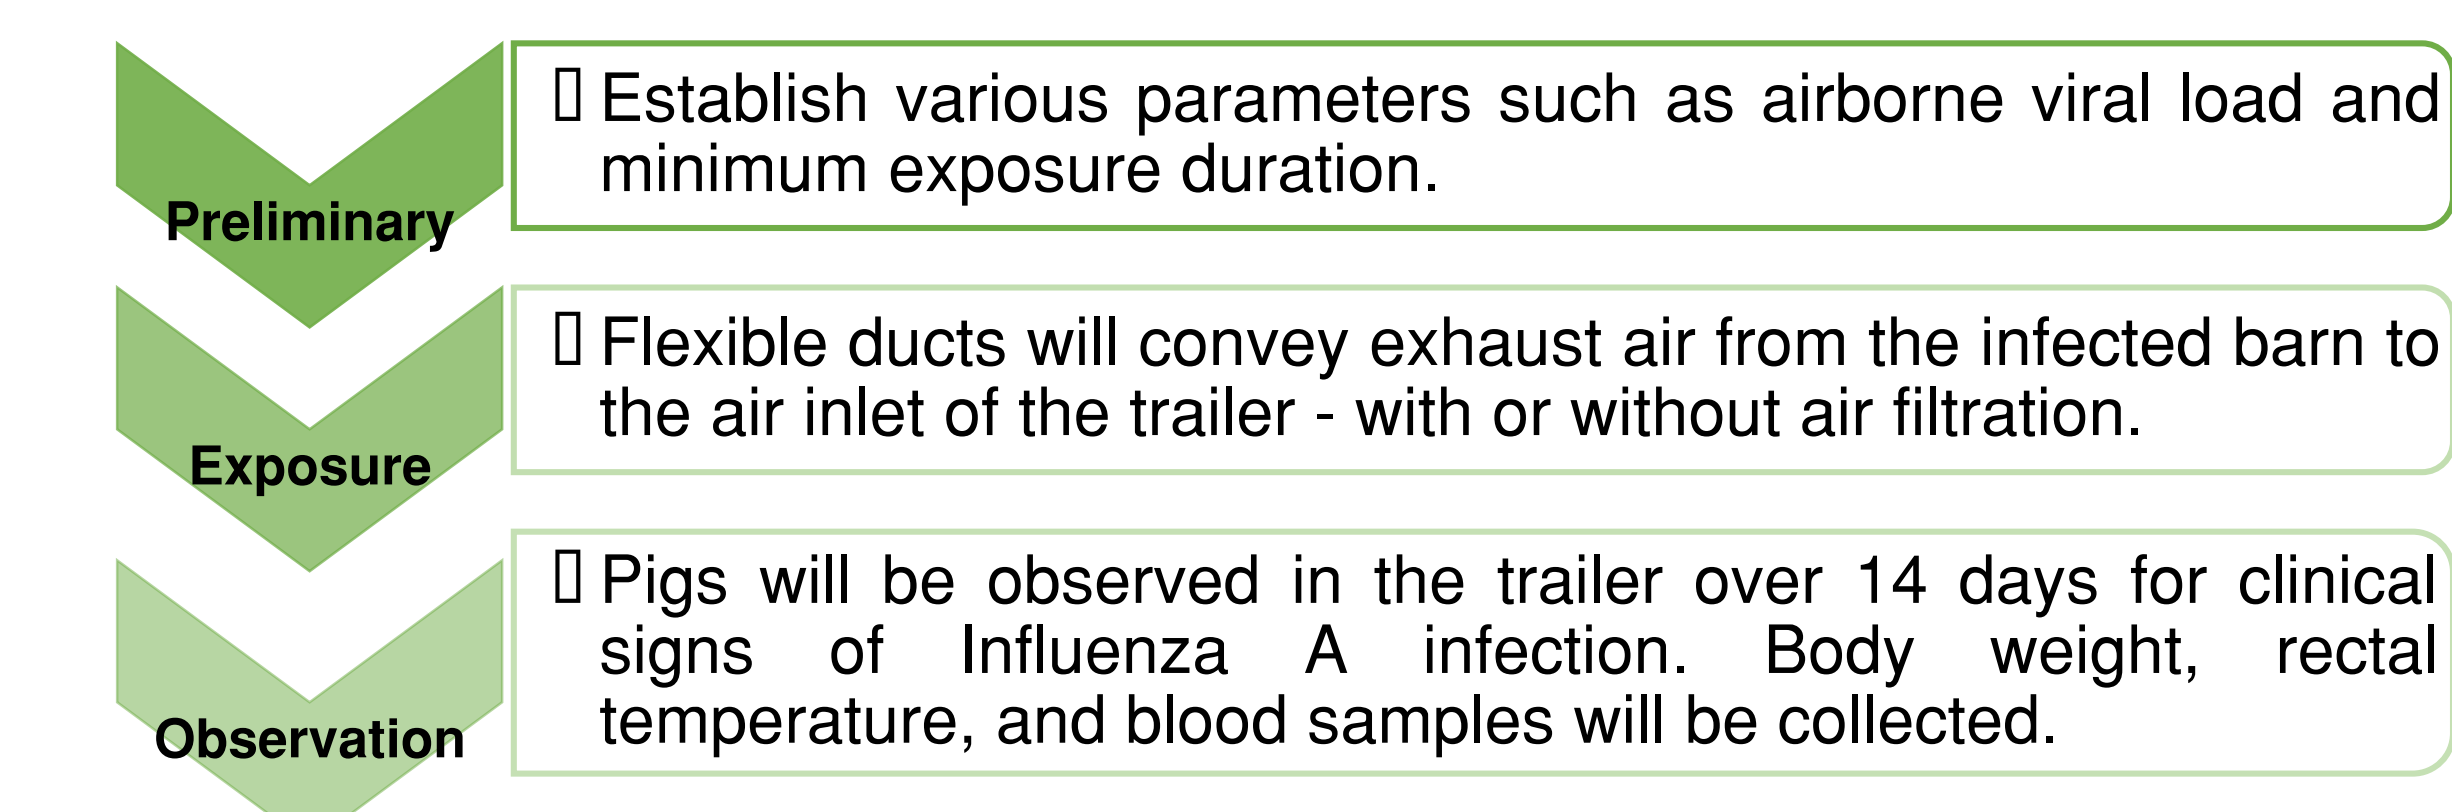 Establish various parameters such as airborne viral load and
minimum exposure duration.
Preliminary
Flexible ducts will convey exhaust air from the infected barn to
the air inlet of the trailer - with or without air filtration.
Exposure
Pigs will be observed in the trailer over 14 days for clinical
signs of Influenza A infection. Body weight, rectal
temperature, and blood samples will be collected.
Observation